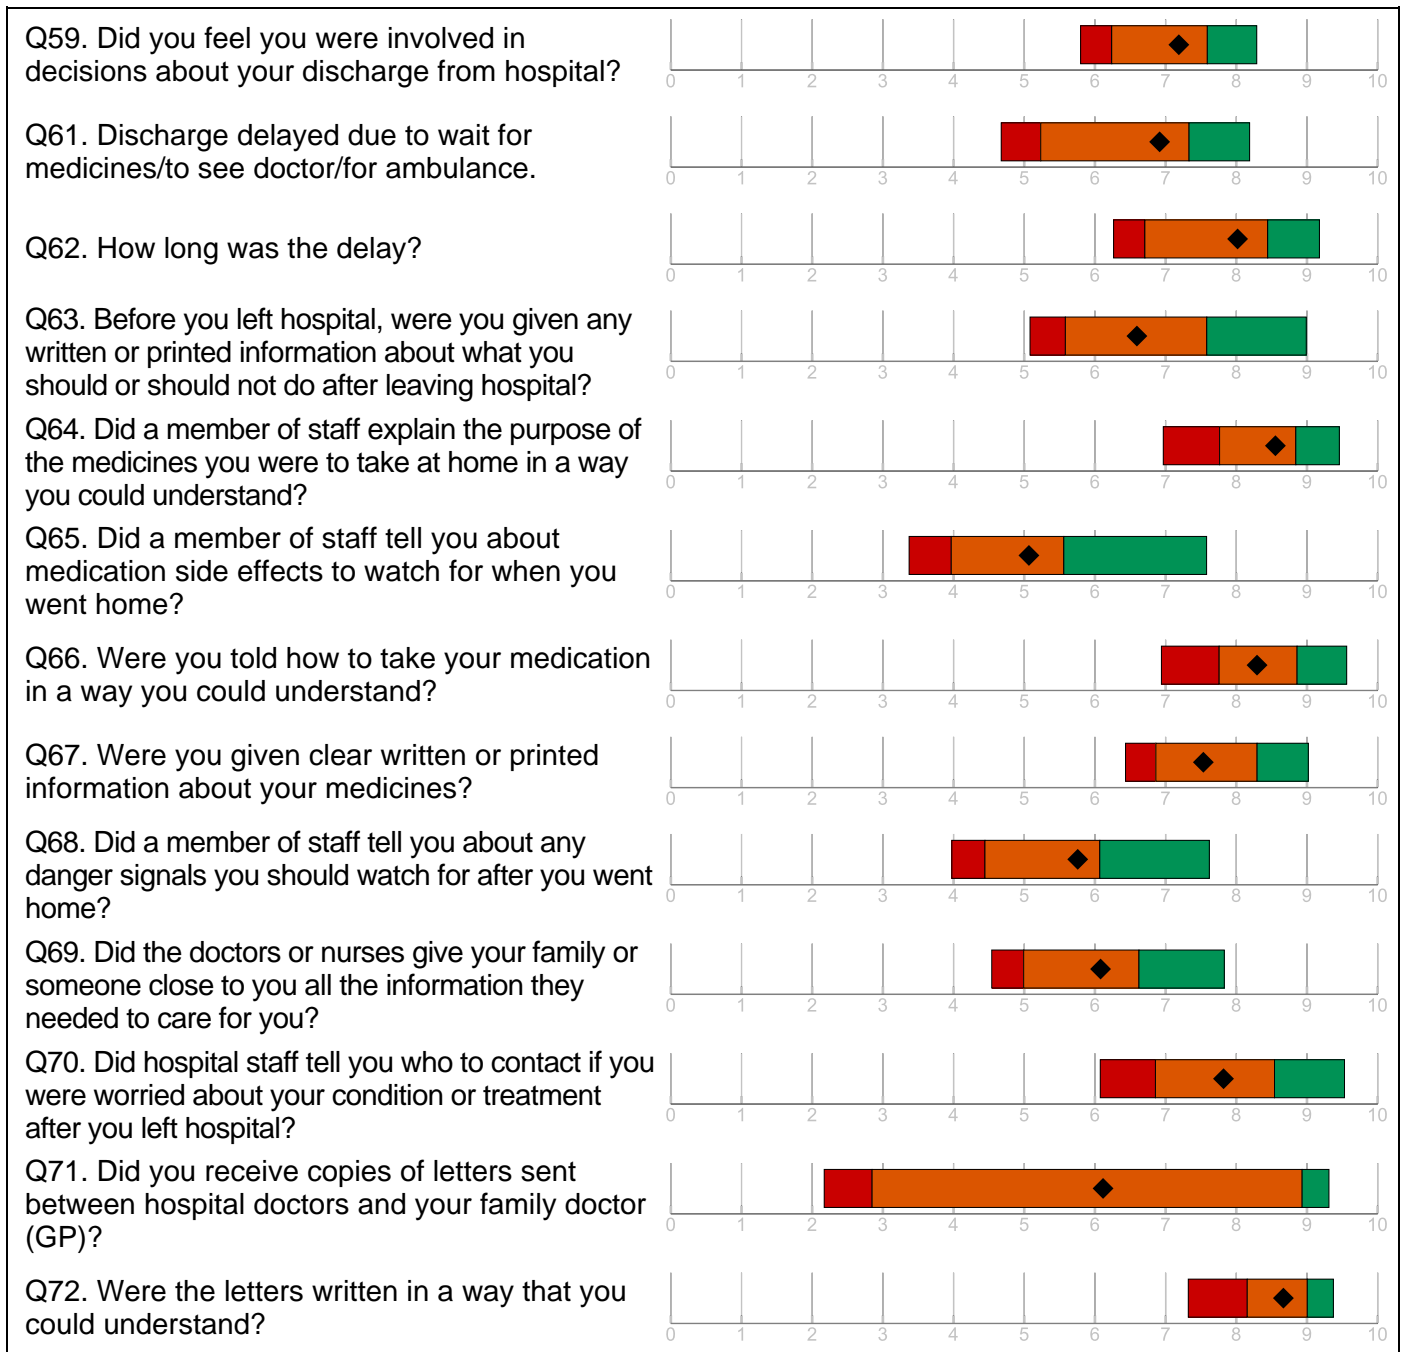 Q59. Did you feel you were involved in
decisions about your discharge from hospital?
0 1 2 3 4 5 6 7 8 9 10
Q61. Discharge delayed due to wait for
medicines/to see doctor/for ambulance.
0 1 2 3 4 5 6 7 8 9 10
Q62. How long was the delay?
0 1 2 3 4 5 6 7 8 9 10
Q63. Before you left hospital, were you given any
written or printed information about what you
should or should not do after leaving hospital?
0 1 2 3 4 5 6 7 8 9 10
Q64. Did a member of staff explain the purpose of
the medicines you were to take at home in a way
you could understand?
0 1 2 3 4 5 6 7 8 9 10
Q65. Did a member of staff tell you about
medication side effects to watch for when you
went home?
0 1 2 3 4 5 6 7 8 9 10
Q66. Were you told how to take your medication
in a way you could understand?
0 1 2 3 4 5 6 7 8 9 10
Q67. Were you given clear written or printed
information about your medicines?
0 1 2 3 4 5 6 7 8 9 10
Q68. Did a member of staff tell you about any
danger signals you should watch for after you went
home?
0 1 2 3 4 5 6 7 8 9 10
Q69. Did the doctors or nurses give your family or
someone close to you all the information they
needed to care for you?
0 1 2 3 4 5 6 7 8 9 10
Q70. Did hospital staff tell you who to contact if you
were worried about your condition or treatment
after you left hospital?
0 1 2 3 4 5 6 7 8 9 10
Q71. Did you receive copies of letters sent
between hospital doctors and your family doctor
(GP)?
0 1 2 3 4 5 6 7 8 9 10
Q72. Were the letters written in a way that you
could understand?
0 1 2 3 4 5 6 7 8 9 10